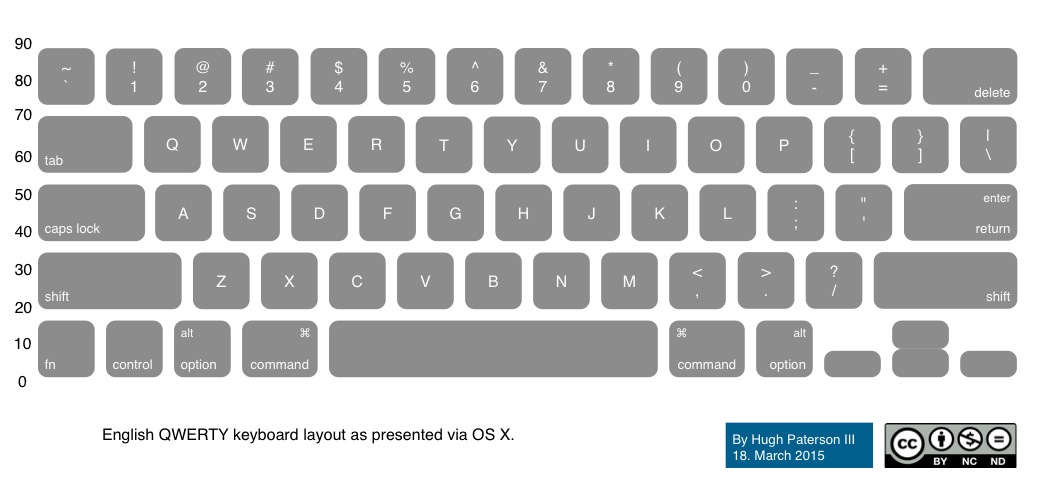 90
~ ! @ # $ % ^ & * ( ) _ +
80
` 1 2 3 4 5 6 7 8 9 0 - = delete
70
Q W E R T Y U I O P { } |
60
tab [ ] \
50
A S D F G H J K L : " enter
40
caps lock ; ' return
30
Z X C V B N M < > ?
20
shift , . / shift
10
alt ⌘ ⌘ alt
0
fn control option command command option
English QWERTY keyboard layout as presented via OS X.
By Hugh Paterson III
18. March 2015
cc $ =
BY NC ND